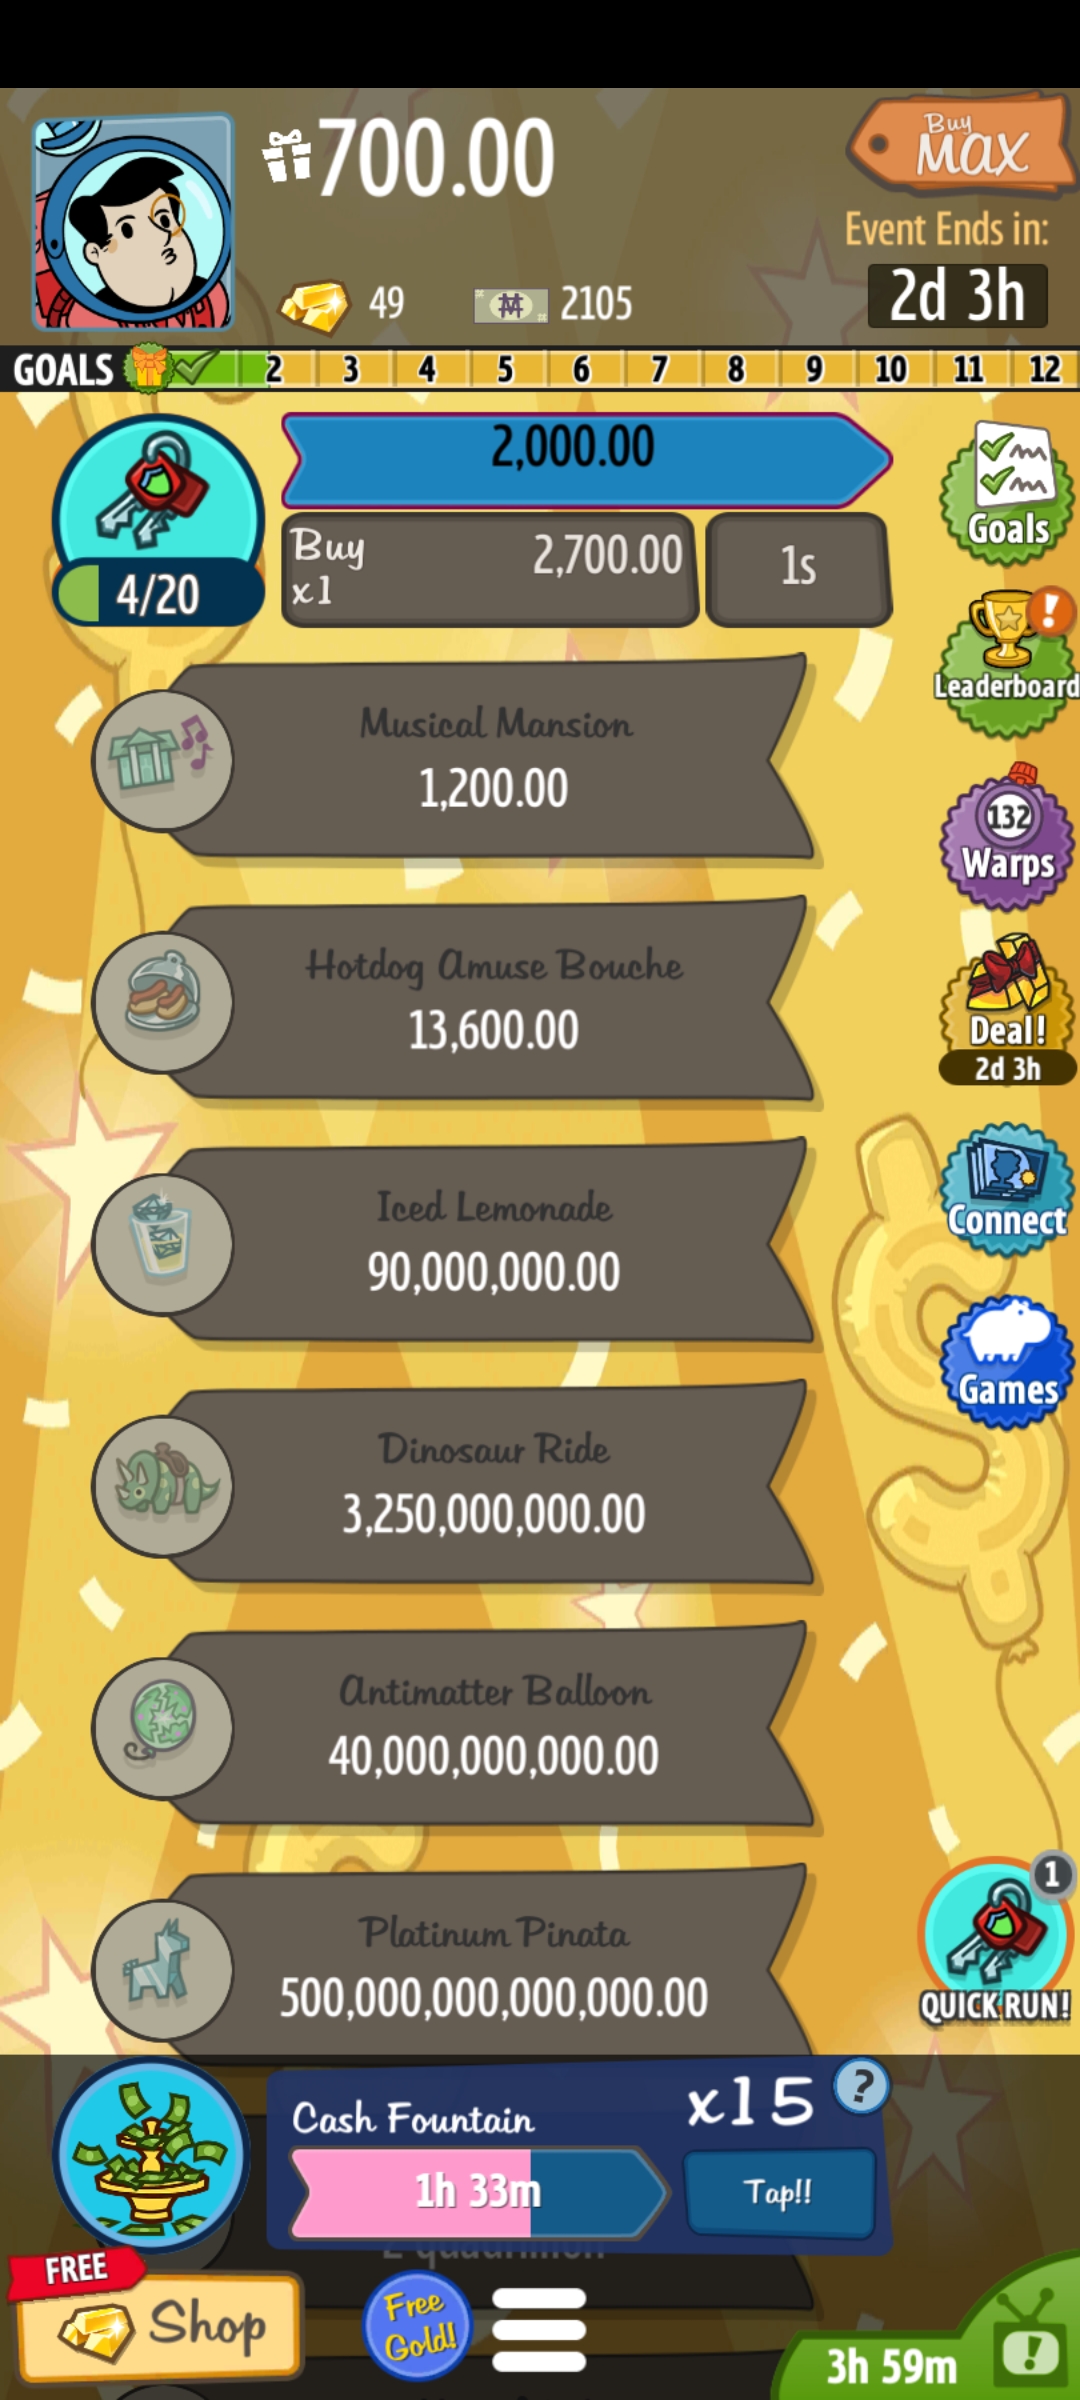 700.00
Buy
MAX
Event Ends in:
49
2105
2d 3h
GOALS 2 3 4 5 6 7 8 9 10 11 12
2,000.00
Buy
x1
2,700.00
1s
4/20
Goals
Leaderboard
Musical Mansion
1,200.00
132
Warps
Hotdog Amuse Bouche
13,600.00
Deal!
2d 3h
Iced Lemonade
90,000,000.00
Connect
Games
Dinosaur Ride
3,250,000,000.00
Antimatter Balloon
40,000,000,000.00
1
QUICK RUN!
Platinum Pinata
500,000,000,000,000.00
Cash Fountain
x15
?
1h 33m
Tap!!
FREE
Shop
Free
Gold!
3h 59m